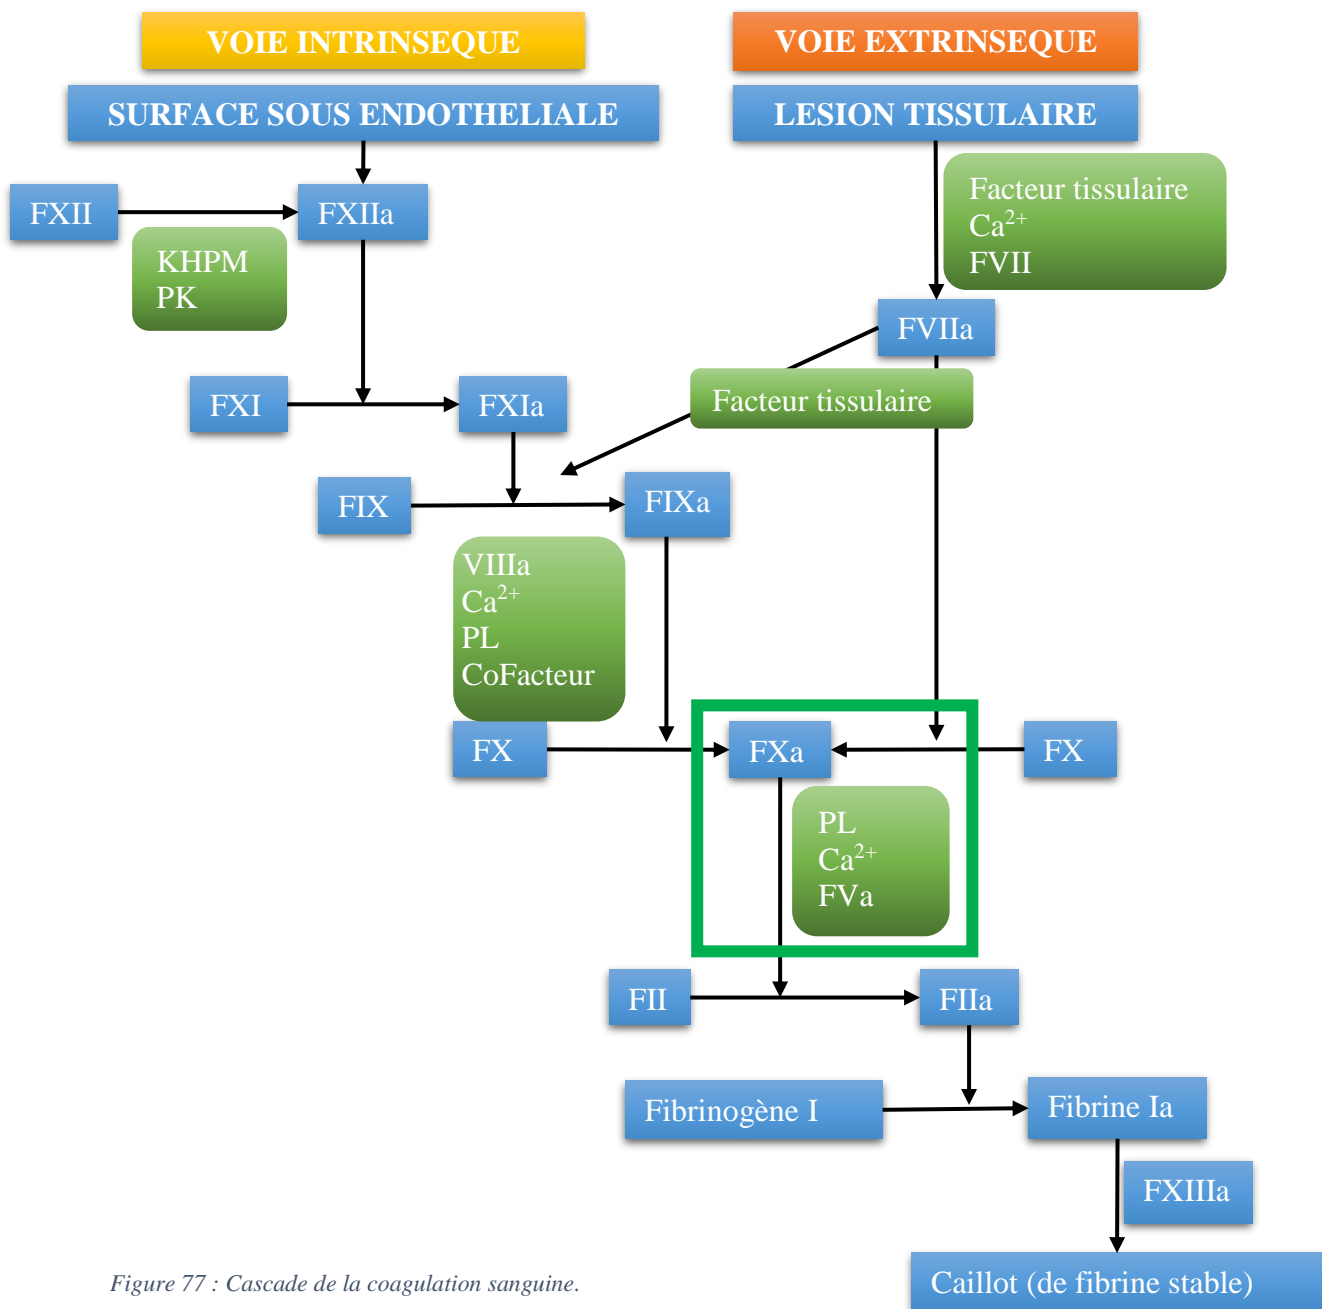 VOIE INTRINSEQUE
VOIE EXTRINSEQUE
SURFACE SOUS ENDOTHELIALE
LESION TISSULAIRE
Facteur tissulaire
Ca²⁺
FVII
FXII
FXIIa
KHPM
PK
FVIIa
FXI
FXIa
Facteur tissulaire
FIX
FIXa
VIIIa
Ca²⁺
PL
CoFacteur
FX
FXa
FX
PL
Ca²⁺
FVa
FII
FIIa
Fibrinogène I
Fibrine Ia
FXIIIa
Caillot (de fibrine stable)
Figure 77 : Cascade de la coagulation sanguine.